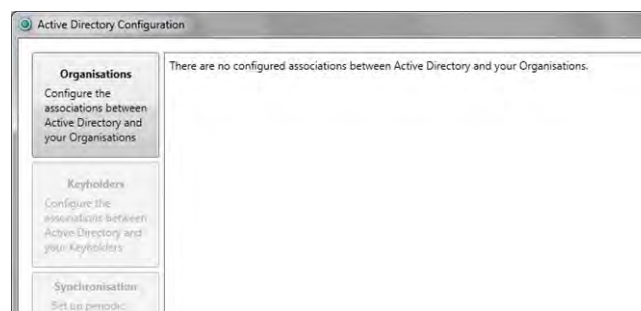 Active Directory Configuration
Organisations
Configure the
associations between
Active Directory and
your Organisations
There are no configured associations between Active Directory and your Organisations.
Keyholders
Configure the
associations between
Active Directory and
your Keyholders
Synchronisation
Set up periodic